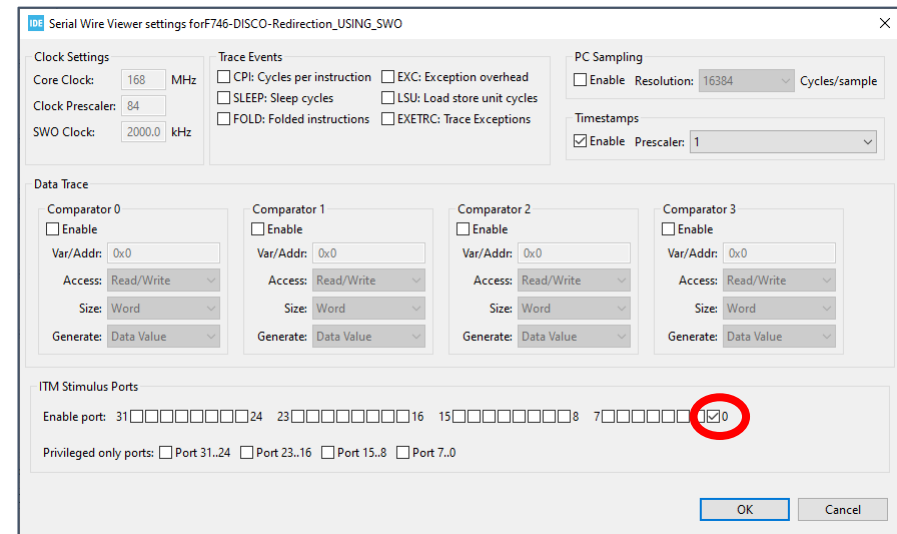 IDE Serial Wire Viewer settings forF746-DISCO-Redirection_USING_SWO
Clock Settings
Core Clock: 168 MHz
Clock Prescaler: 84
SWO Clock: 2000.0 kHz
Trace Events
CPI: Cycles per instruction EXC: Exception overhead
SLEEP: Sleep cycles LSU: Load store unit cycles
FOLD: Folded instructions EXETRC: Trace Exceptions
PC Sampling
Enable Resolution: 16384 Cycles/sample
Timestamps
Enable Prescaler: 1
Data Trace
Comparator 0
Enable
Var/Addr: 0x0
Access: Read/Write
Size: Word
Generate: Data Value
Comparator 1
Enable
Var/Addr: 0x0
Access: Read/Write
Size: Word
Generate: Data Value
Comparator 2
Enable
Var/Addr: 0x0
Access: Read/Write
Size: Word
Generate: Data Value
Comparator 3
Enable
Var/Addr: 0x0
Access: Read/Write
Size: Word
Generate: Data Value
ITM Stimulus Ports
Enable port: 31 24 23 16 15 8 7 0
Privileged only ports: Port 31..24 Port 23..16 Port 15..8 Port 7..0
OK Cancel